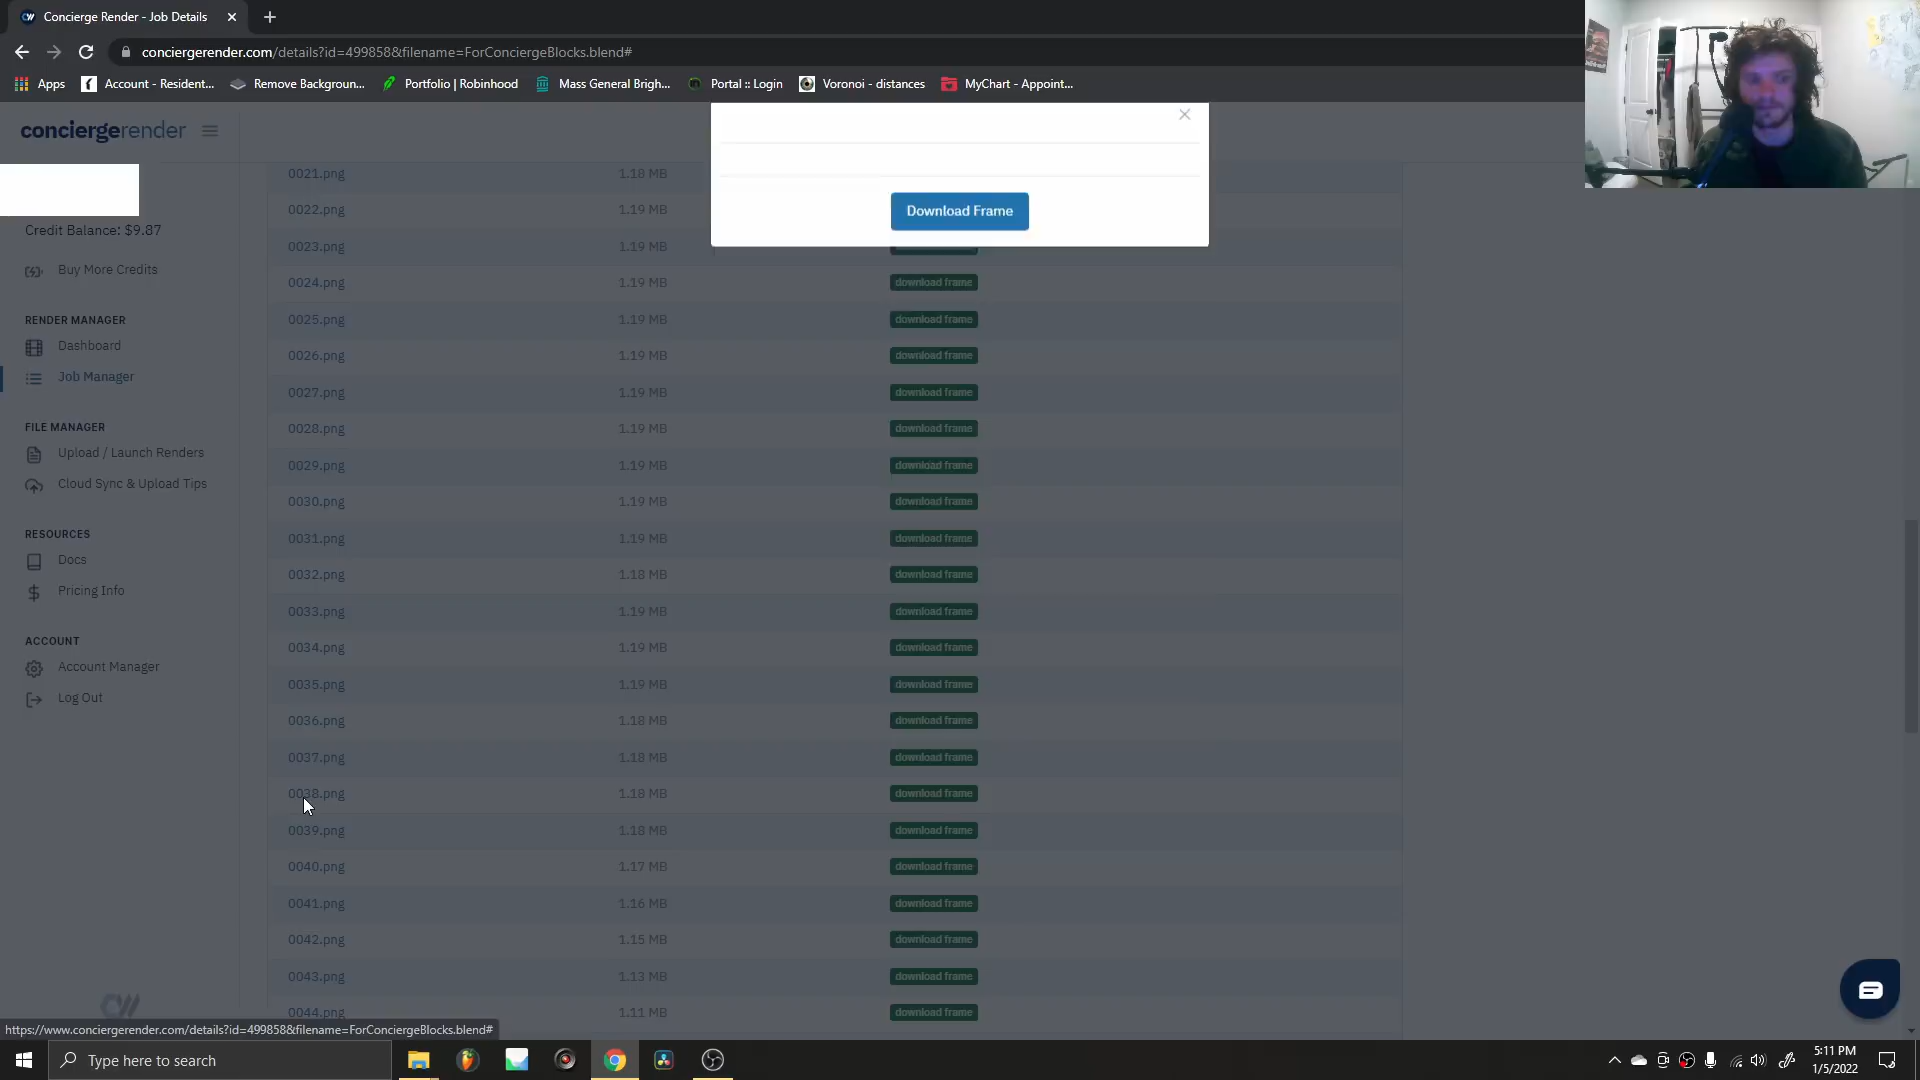 Concierge Render - Job Details
conciergerender.com/details?id=499858&filename=ForConciergeBlocks.blend#
Apps
Account - Resident...
Remove Backgroun...
Portfolio | Robinhood
Mass General Brigh...
Portal :: Login
Voronoi - distances
MyChart - Appoint...
conciergerender
Credit Balance: $9.87
Buy More Credits
RENDER MANAGER
Dashboard
Job Manager
FILE MANAGER
Upload / Launch Renders
Cloud Sync & Upload Tips
RESOURCES
Docs
Pricing Info
ACCOUNT
Account Manager
Log Out
Download Frame
0021.png 1.18 MB
0022.png 1.19 MB
0023.png 1.19 MB
0024.png 1.19 MB download frame
0025.png 1.19 MB download frame
0026.png 1.19 MB download frame
0027.png 1.19 MB download frame
0028.png 1.19 MB download frame
0029.png 1.19 MB download frame
0030.png 1.19 MB download frame
0031.png 1.19 MB download frame
0032.png 1.18 MB download frame
0033.png 1.19 MB download frame
0034.png 1.19 MB download frame
0035.png 1.19 MB download frame
0036.png 1.18 MB download frame
0037.png 1.18 MB download frame
0038.png 1.18 MB download frame
0039.png 1.18 MB download frame
0040.png 1.17 MB download frame
0041.png 1.16 MB download frame
0042.png 1.15 MB download frame
0043.png 1.13 MB download frame
0044.png 1.11 MB download frame
https://www.conciergerender.com/details?id=499858&filename=ForConciergeBlocks.blend#
Type here to search
5:11 PM
1/5/2022